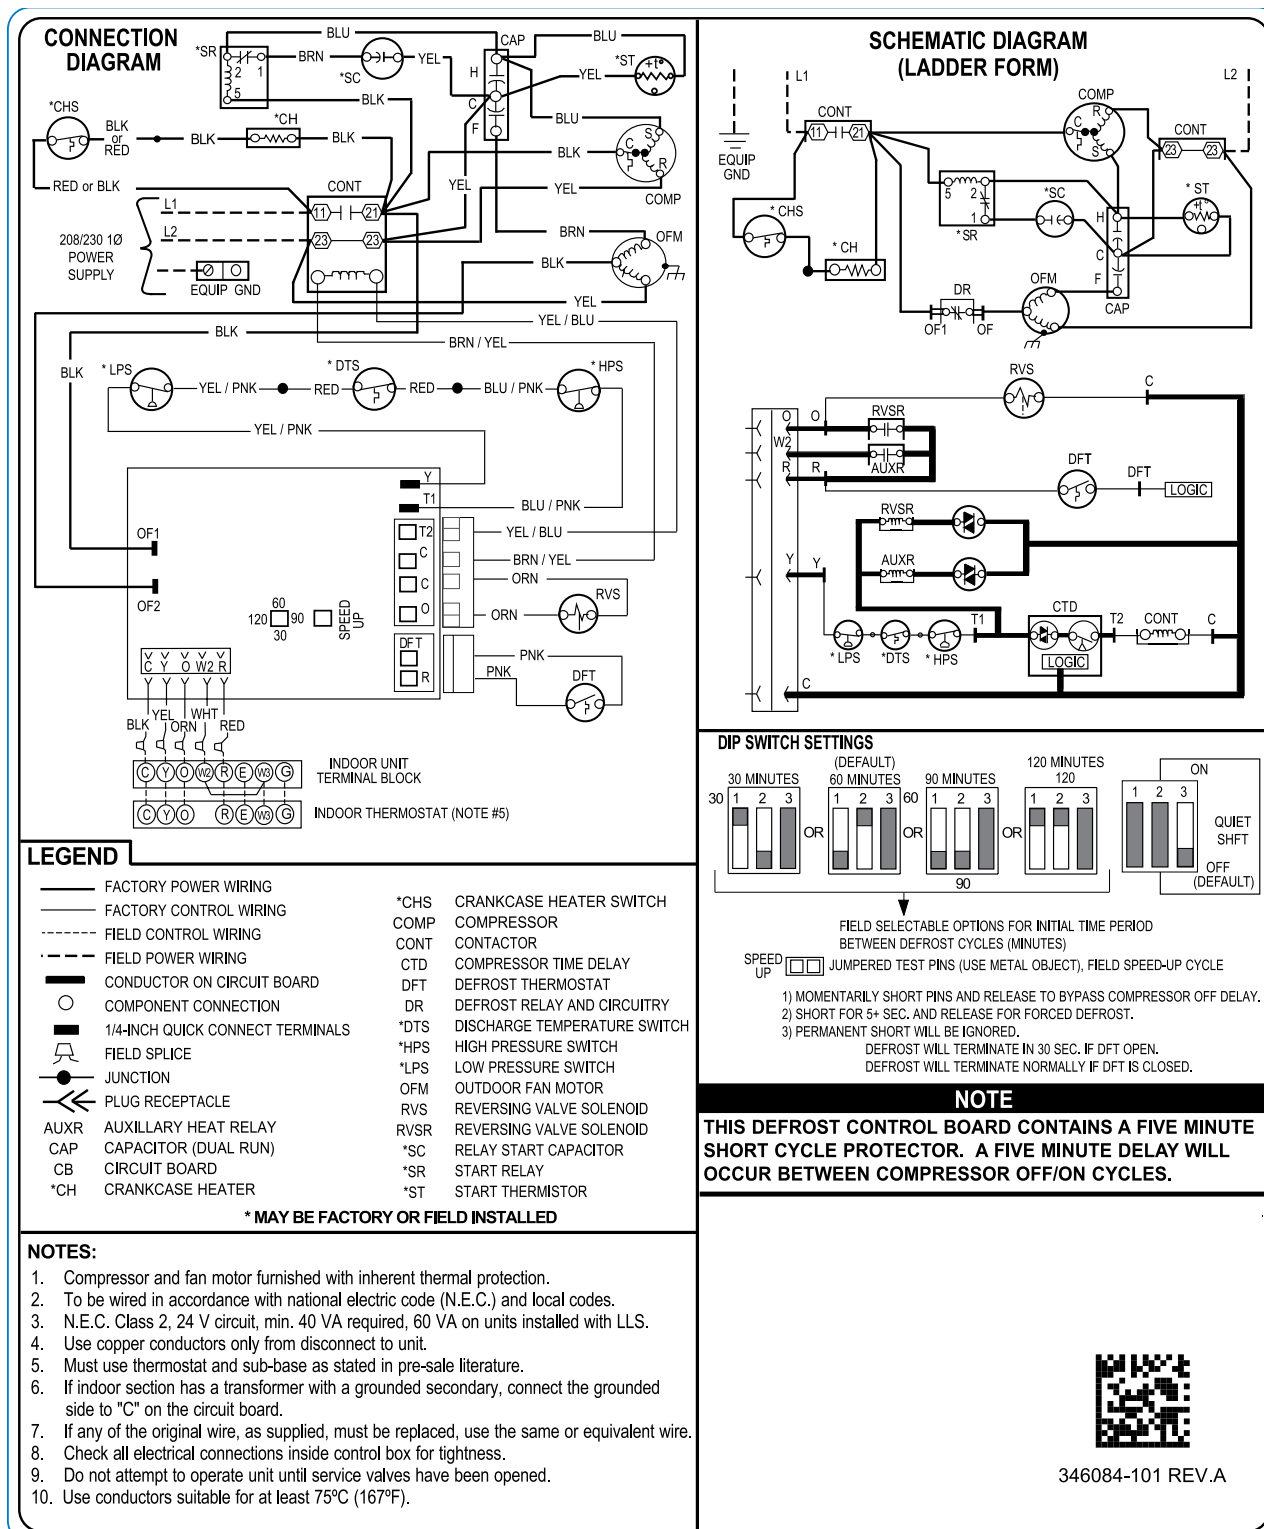 CONNECTION
DIAGRAM
BLU
CAP
BLU
*SR
BRN
YEL
*SC
2 1
5
H
C
F
*ST
+t°
YEL
BLK
*CHS
BLK
or
RED
BLK
*CH
BLK
BLU
BLK
S
C
R
COMP
YEL
YEL
RED or BLK
CONT
L1
11
21
L2
23
23
208/230 1Ø
POWER
SUPPLY
EQUIP GND
BRN
OFM
BLK
YEL
YEL / BLU
BLK
BRN / YEL
BLK
* LPS
YEL / PNK
RED
* DTS
RED
BLU / PNK
* HPS
YEL / PNK
Y
T1
BLU / PNK
T2
YEL / BLU
C
BRN / YEL
C
ORN
RVS
O
ORN
OF1
OF2
60
120
90
30
SPEED
UP
DFT
PNK
R
PNK
DFT
C Y O W2 R
BLK
YEL
ORN
WHT
RED
C Y O W2 R E W3 G
INDOOR UNIT
TERMINAL BLOCK
C Y O R E W3 G
INDOOR THERMOSTAT (NOTE #5)
SCHEMATIC DIAGRAM
(LADDER FORM)
L1
L2
COMP
CONT
11
21
R
C
S
CONT
23
23
EQUIP
GND
5
2
1
*SR
*SC
* ST
+t°
* CHS
* CH
H
C
F
CAP
DR
OFM
OF1
OF
RVS
C
O
O
RVSR
W2
AUXR
R
R
DFT
DFT
LOGIC
RVSR
AUXR
Y
Y
T1
CTD
T2
CONT
C
* LPS
*DTS
* HPS
LOGIC
C
DIP SWITCH SETTINGS
30 MINUTES
(DEFAULT)
60 MINUTES
90 MINUTES
120 MINUTES
120
ON
30
1 2 3
OR
1 2 3
60
OR
1 2 3
OR
1 2 3
1 2 3
QUIET
SHFT
OFF
(DEFAULT)
90
FIELD SELECTABLE OPTIONS FOR INITIAL TIME PERIOD
BETWEEN DEFROST CYCLES (MINUTES)
SPEED
UP
JUMPERED TEST PINS (USE METAL OBJECT), FIELD SPEED-UP CYCLE
1) MOMENTARILY SHORT PINS AND RELEASE TO BYPASS COMPRESSOR OFF DELAY.
2) SHORT FOR 5+ SEC. AND RELEASE FOR FORCED DEFROST.
3) PERMANENT SHORT WILL BE IGNORED.
DEFROST WILL TERMINATE IN 30 SEC. IF DFT OPEN.
DEFROST WILL TERMINATE NORMALLY IF DFT IS CLOSED.
NOTE
THIS DEFROST CONTROL BOARD CONTAINS A FIVE MINUTE
SHORT CYCLE PROTECTOR. A FIVE MINUTE DELAY WILL
OCCUR BETWEEN COMPRESSOR OFF/ON CYCLES.
LEGEND
FACTORY POWER WIRING
FACTORY CONTROL WIRING
FIELD CONTROL WIRING
FIELD POWER WIRING
CONDUCTOR ON CIRCUIT BOARD
COMPONENT CONNECTION
1/4-INCH QUICK CONNECT TERMINALS
FIELD SPLICE
JUNCTION
PLUG RECEPTACLE
AUXR AUXILLARY HEAT RELAY
CAP CAPACITOR (DUAL RUN)
CB CIRCUIT BOARD
*CH CRANKCASE HEATER
*CHS CRANKCASE HEATER SWITCH
COMP COMPRESSOR
CONT CONTACTOR
CTD COMPRESSOR TIME DELAY
DFT DEFROST THERMOSTAT
DR DEFROST RELAY AND CIRCUITRY
*DTS DISCHARGE TEMPERATURE SWITCH
*HPS HIGH PRESSURE SWITCH
*LPS LOW PRESSURE SWITCH
OFM OUTDOOR FAN MOTOR
RVS REVERSING VALVE SOLENOID
RVSR REVERSING VALVE SOLENOID
*SC RELAY START CAPACITOR
*SR START RELAY
*ST START THERMISTOR
* MAY BE FACTORY OR FIELD INSTALLED
NOTES:
1. Compressor and fan motor furnished with inherent thermal protection.
2. To be wired in accordance with national electric code (N.E.C.) and local codes.
3. N.E.C. Class 2, 24 V circuit, min. 40 VA required, 60 VA on units installed with LLS.
4. Use copper conductors only from disconnect to unit.
5. Must use thermostat and sub-base as stated in pre-sale literature.
6. If indoor section has a transformer with a grounded secondary, connect the grounded
side to "C" on the circuit board.
7. If any of the original wire, as supplied, must be replaced, use the same or equivalent wire.
8. Check all electrical connections inside control box for tightness.
9. Do not attempt to operate unit until service valves have been opened.
10. Use conductors suitable for at least 75ºC (167ºF).
346084-101 REV.A